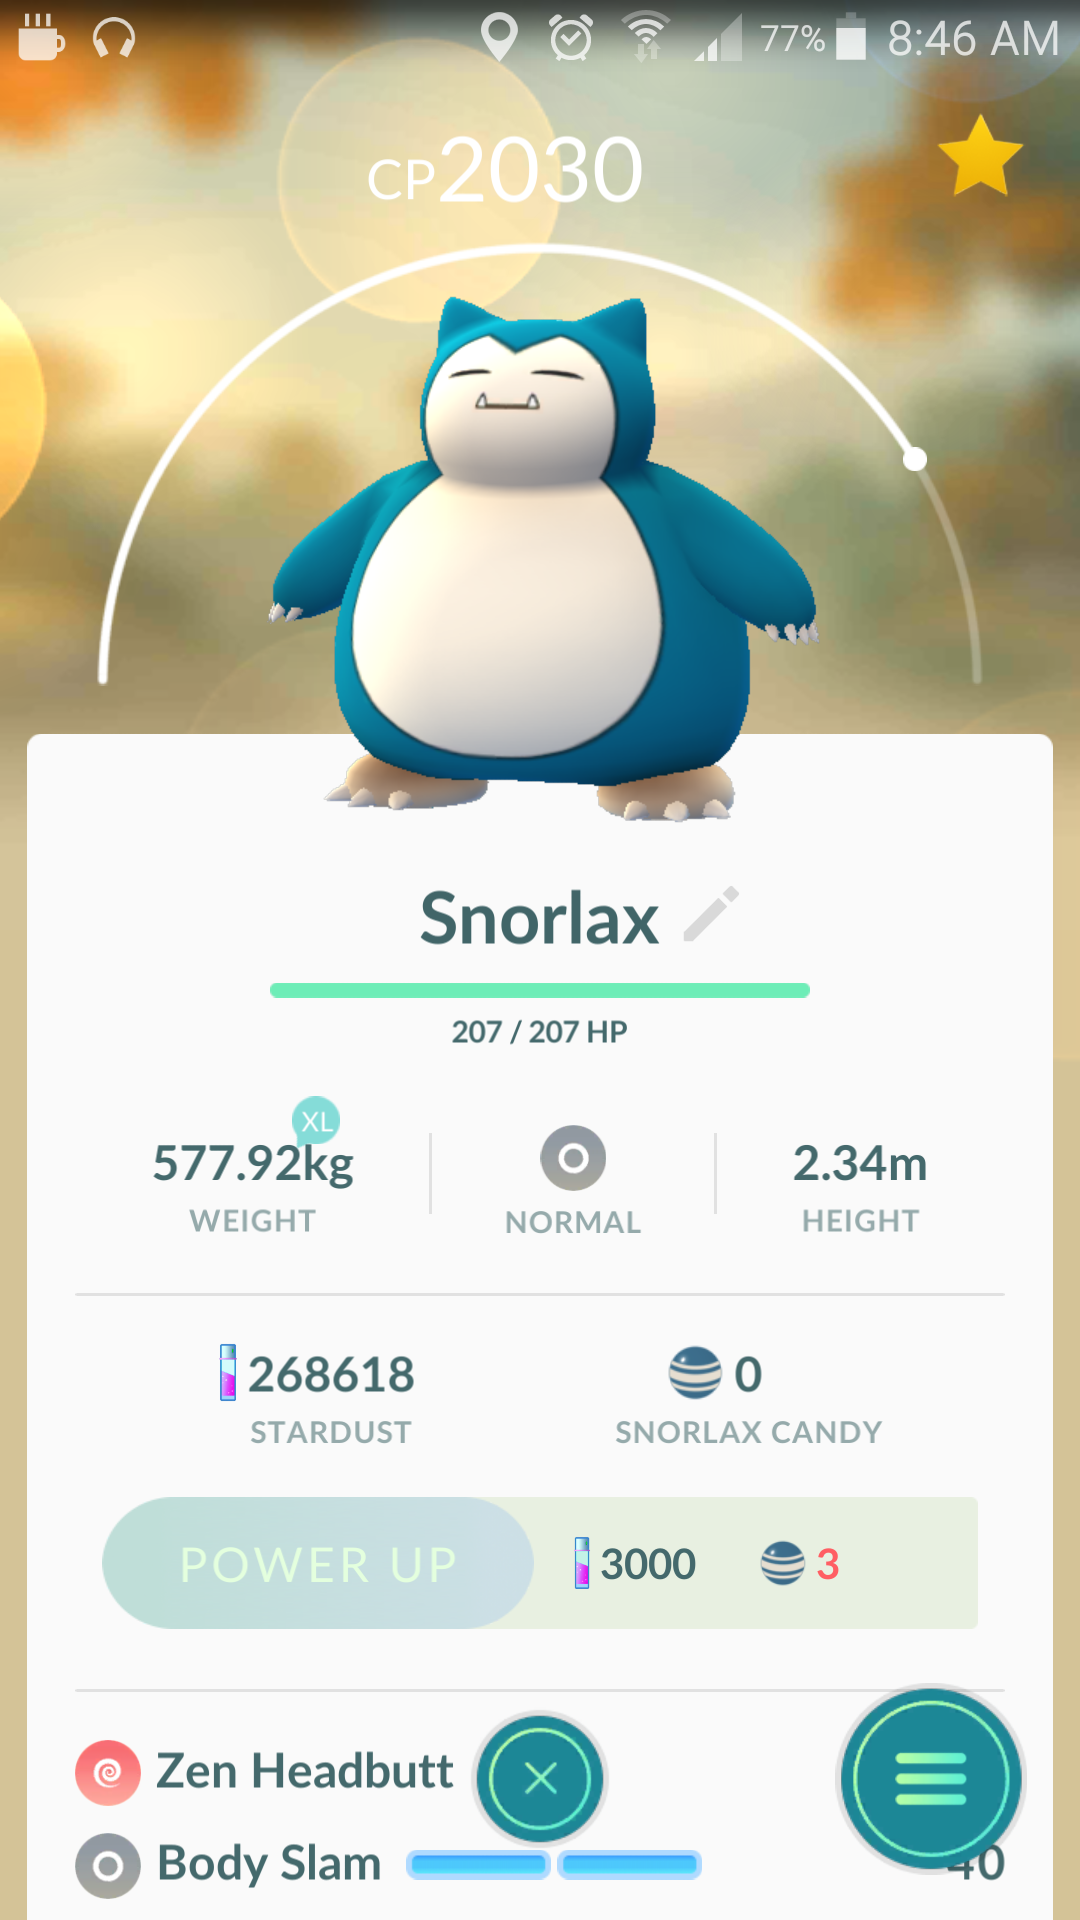 77% 8:46 AM
CP2030
Snorlax
207 / 207 HP
XL
577.92kg
WEIGHT
NORMAL
2.34m
HEIGHT
268618
STARDUST
0
SNORLAX CANDY
POWER UP 3000 3
Zen Headbutt
Body Slam 40